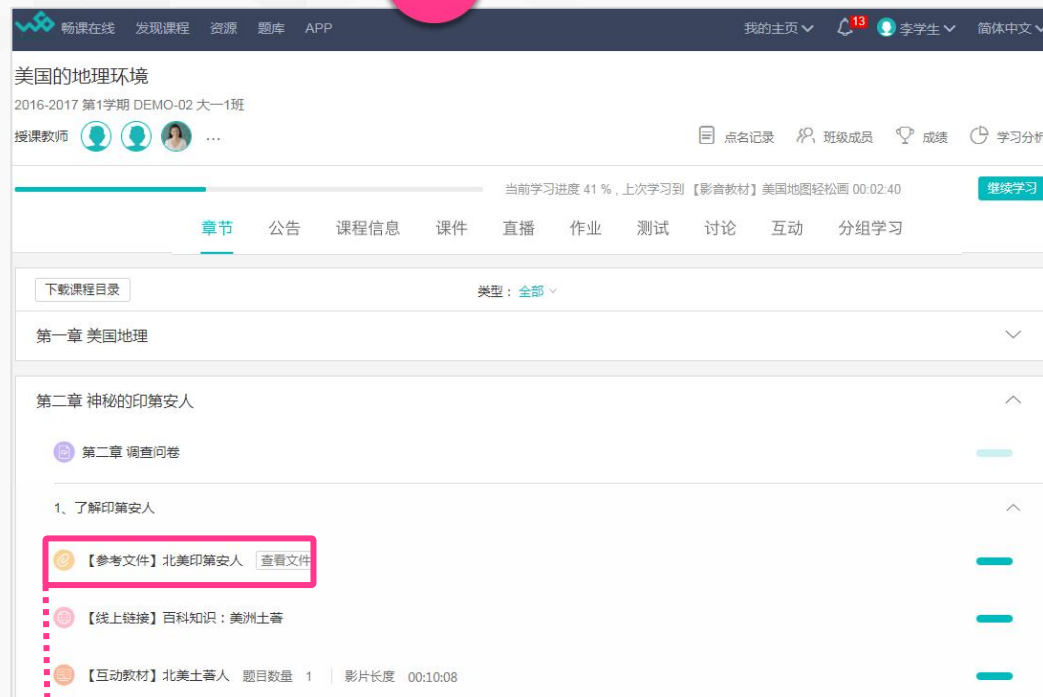 畅课在线 发现课程 资源 题库 APP 我的主页 13 李学生 简体中文
美国的地理环境
2016-2017 第1学期 DEMO-02 大一1班
授课教师 ... 点名记录 班级成员 成绩 学习分析
当前学习进度 41 % , 上次学习到 【影音教材】美国地图轻松画 00:02:40 继续学习
章节 公告 课程信息 课件 直播 作业 测试 讨论 互动 分组学习
下载课程目录 类型：全部
第一章 美国地理
第二章 神秘的印第安人
第二章 调查问卷
1、了解印第安人
【参考文件】北美印第安人 查看文件
【线上链接】百科知识：美洲土著
【互动教材】北美土著人 题目数量 1 影片长度 00:10:08